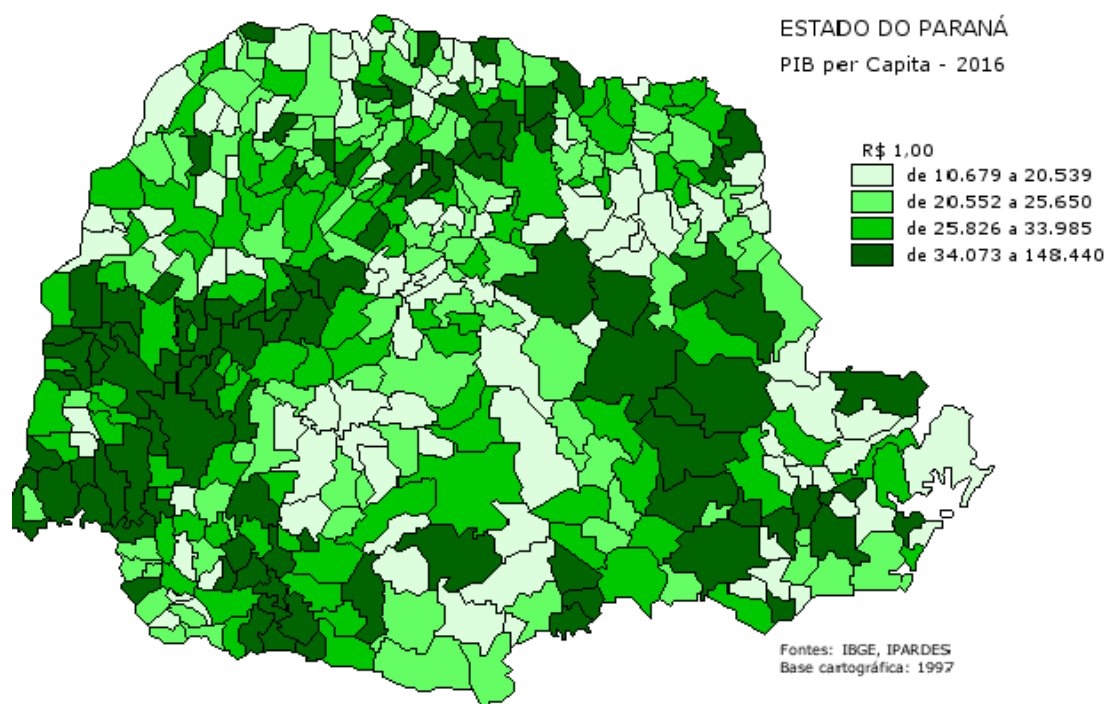 ESTADO DO PARANÁ
PIB per Capita - 2016
R$ 1,00
de 10.679 a 20.539
de 20.552 a 25.650
de 25.826 a 33.985
de 34.073 a 148.440
Fontes: IBGE, IPARDES
Base cartográfica: 1997